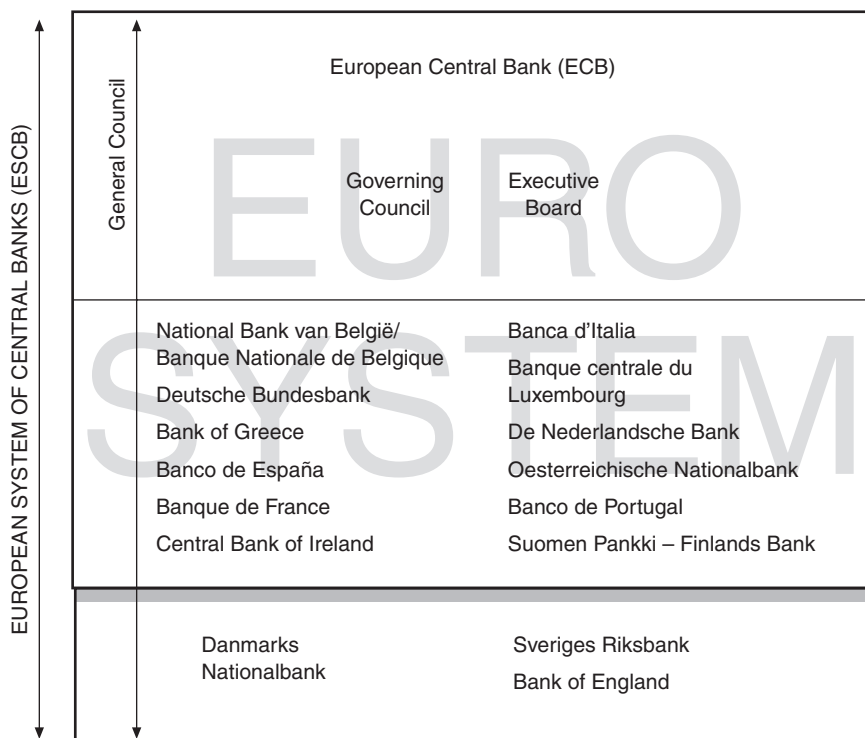 EUROPEAN SYSTEM OF CENTRAL BANKS (ESCB)
General Council
European Central Bank (ECB)
EURO
Governing
Council
Executive
Board
SYSTEM
National Bank van België/
Banque Nationale de Belgique
Deutsche Bundesbank
Bank of Greece
Banco de España
Banque de France
Central Bank of Ireland
Banca d'Italia
Banque centrale du
Luxembourg
De Nederlandsche Bank
Oesterreichische Nationalbank
Banco de Portugal
Suomen Pankki – Finlands Bank
Danmarks
Nationalbank
Sveriges Riksbank
Bank of England